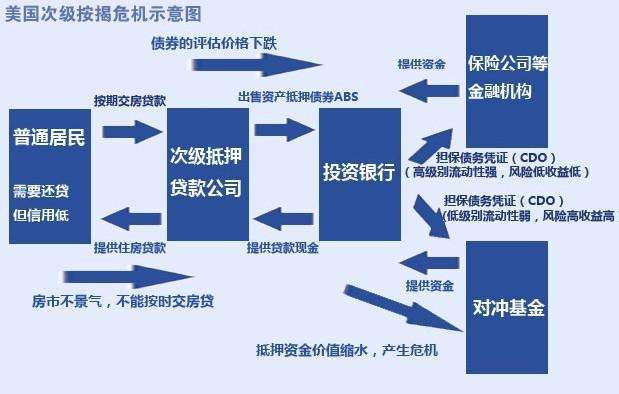 美国次级按揭危机示意图
债券的评估价格下跌
提供资金
保险公司等
金融机构
按期交房贷款
出售资产抵押债券ABS
普通居民
需要还贷
但信用低
次级抵押
贷款公司
投资银行
担保债务凭证（CDO）
（高级别流动性强，风险低收益低）
担保债务凭证（CDO）
（低级别流动性弱，风险高收益高）
提供住房贷款
提供贷款现金
提供资金
房市不景气，不能按时交房贷
对冲基金
抵押资金价值缩水，产生危机